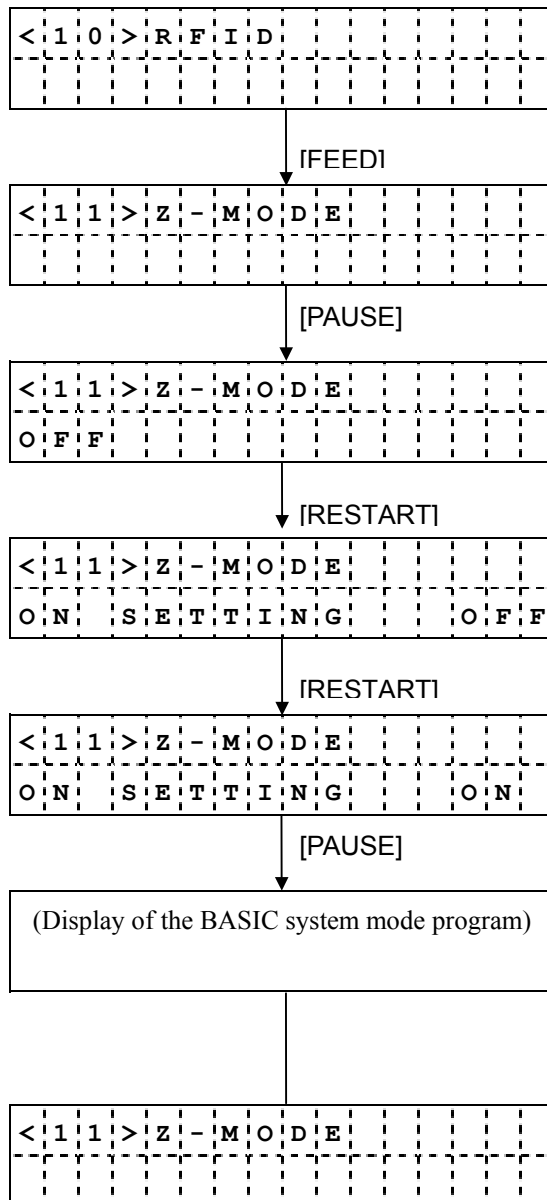 <10>RFID
[FEED]
<11>Z-MODE
[PAUSE]
<11>Z-MODE
OFF
[RESTART]
<11>Z-MODE
ON SETTING   OFF
[RESTART]
<11>Z-MODE
ON SETTING   ON
[PAUSE]
(Display of the BASIC system mode program)
<11>Z-MODE